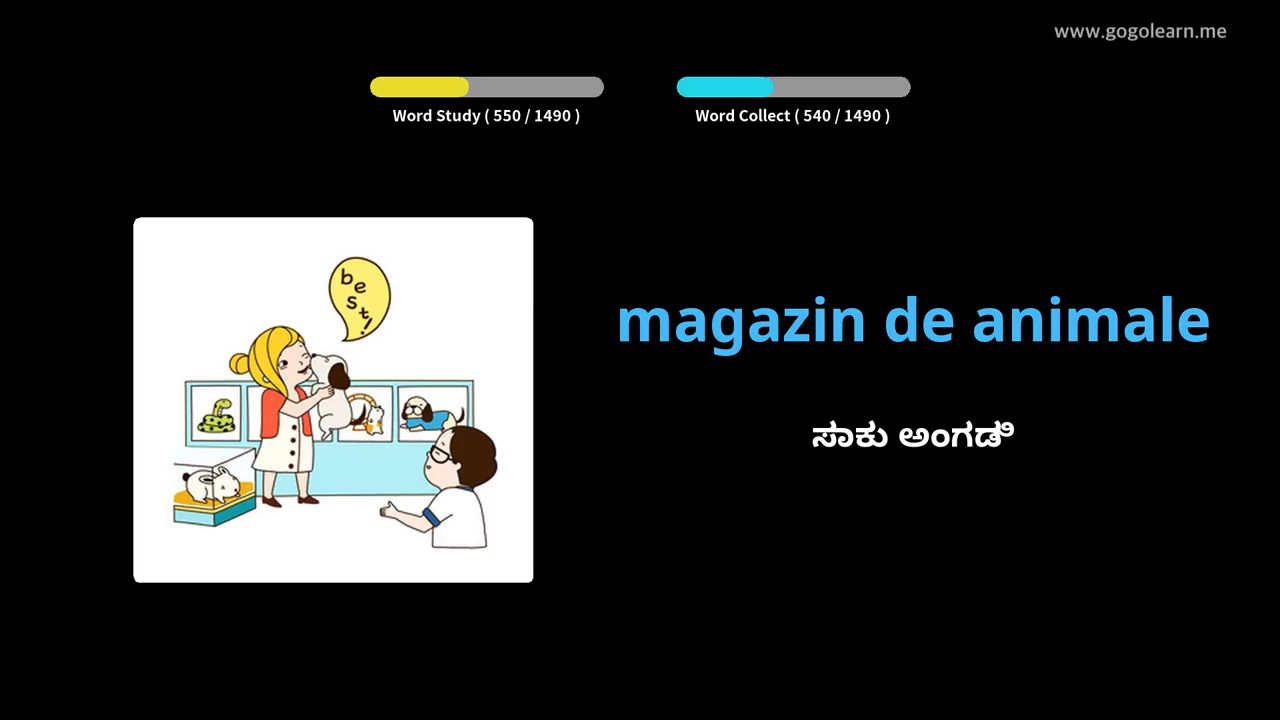 www.gogolearn.me
Word Study ( 550 / 1490 )
Word Collect ( 540 / 1490 )
best!
magazin de animale
ಸಾಕು ಅಂಗಡಿ